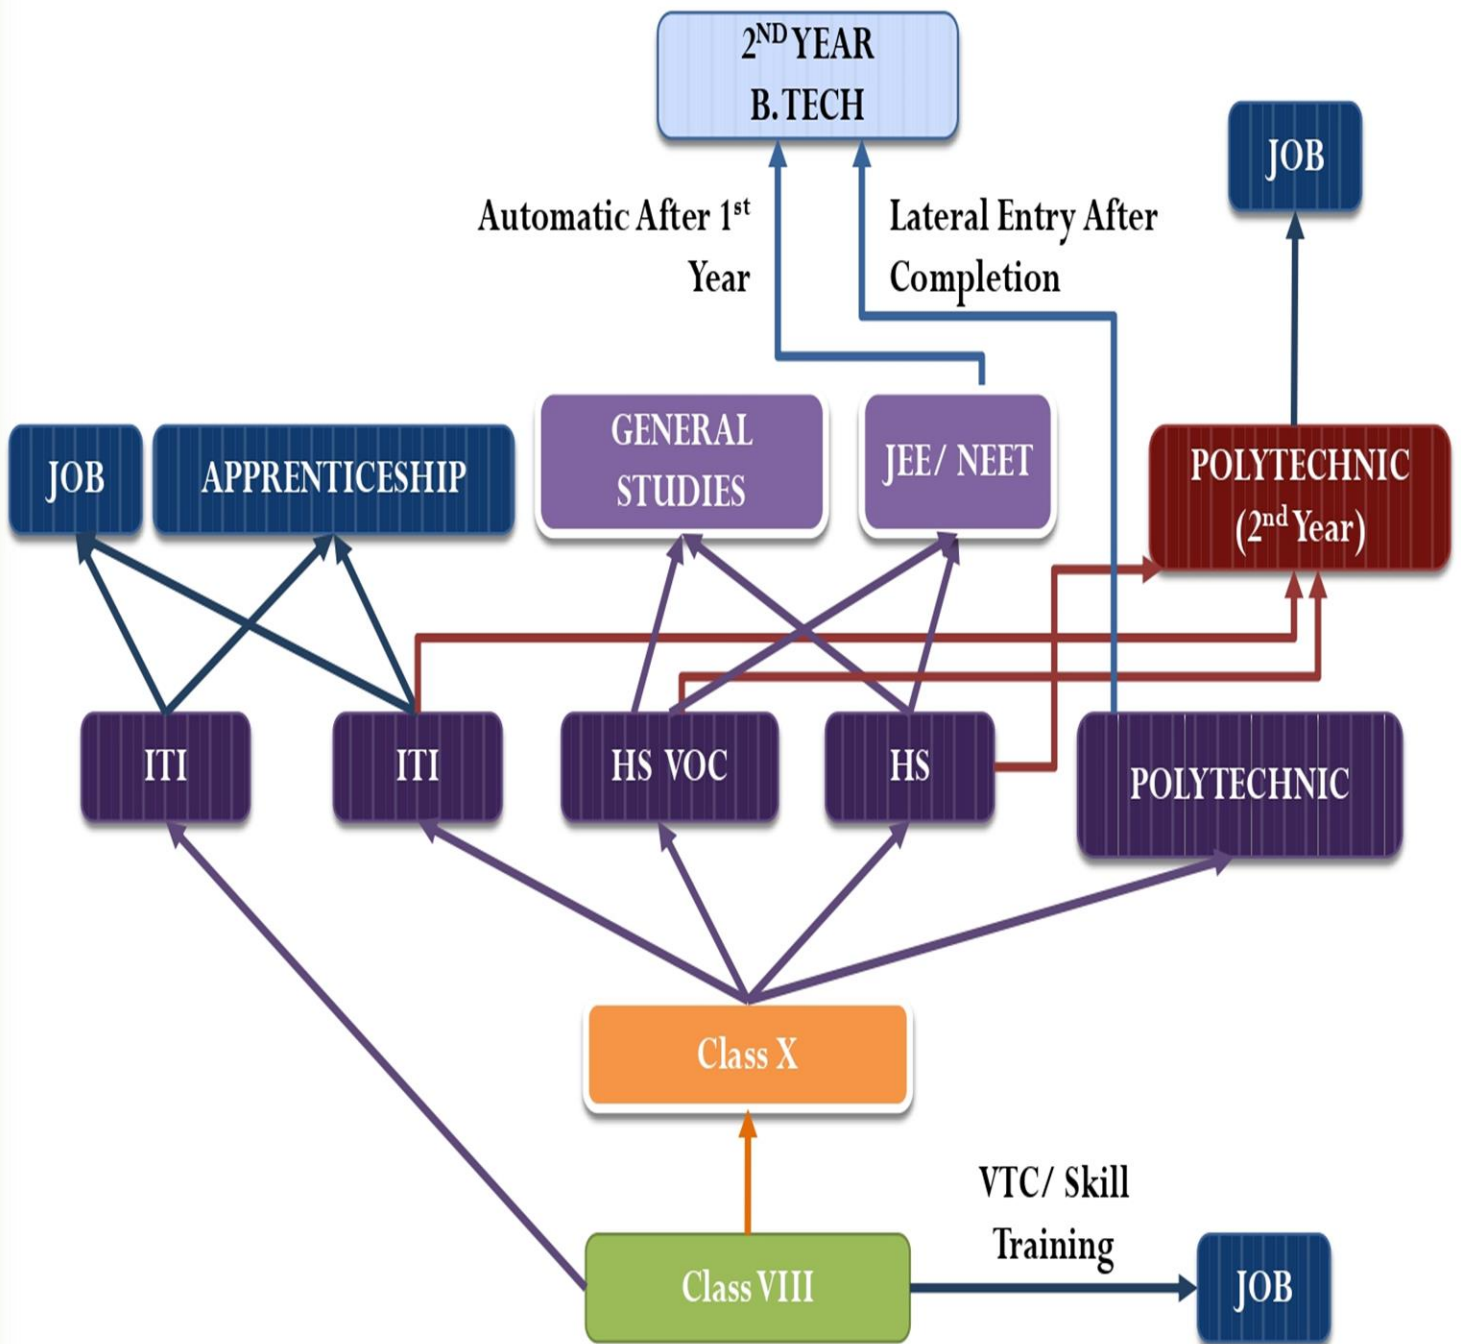 2ND YEAR
B.TECH
JOB
Automatic After 1st
Year
Lateral Entry After
Completion
JOB
APPRENTICESHIP
GENERAL
STUDIES
JEE/ NEET
POLYTECHNIC
(2nd Year)
ITI
ITI
HS VOC
HS
POLYTECHNIC
Class X
VTC/ Skill
Training
Class VIII
JOB